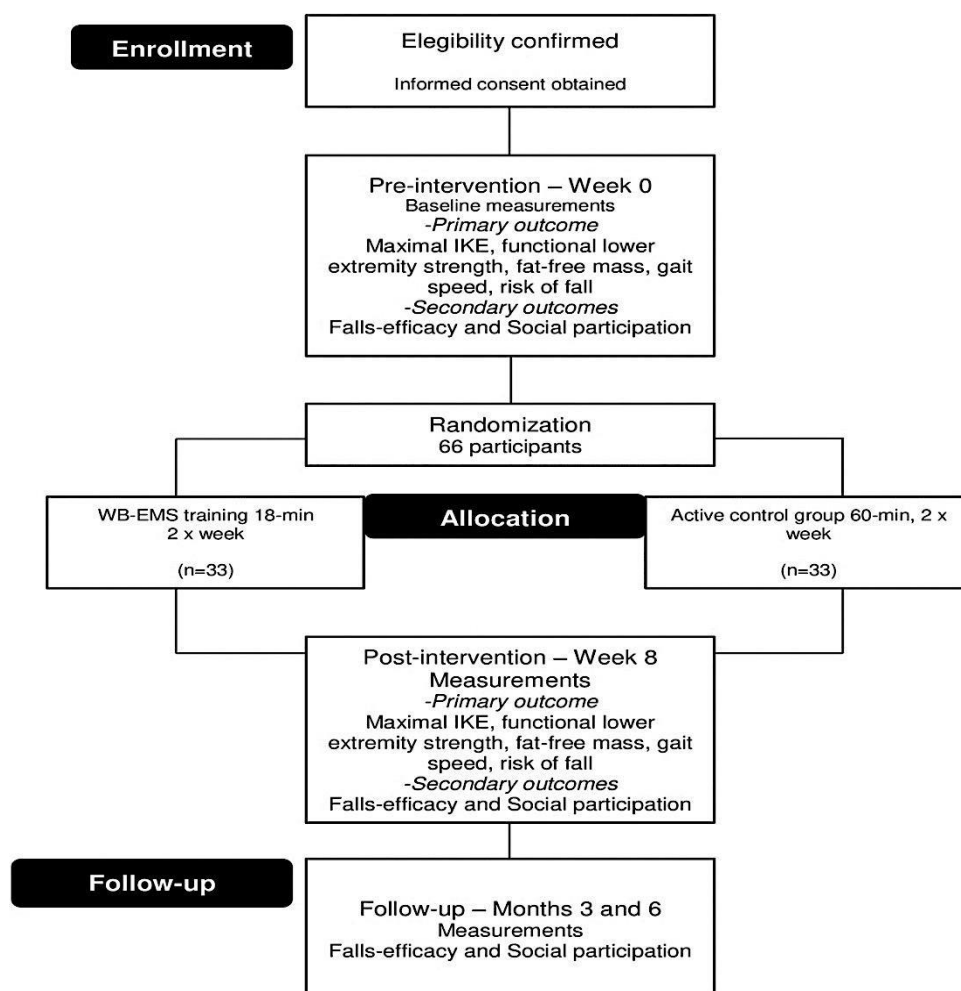 Enrollment
Elegibility confirmed
Informed consent obtained
Pre-intervention – Week 0
Baseline measurements
-Primary outcome
Maximal IKE, functional lower
extremity strength, fat-free mass, gait
speed, risk of fall
-Secondary outcomes
Falls-efficacy and Social participation
Randomization
66 participants
WB-EMS training 18-min
2 x week
(n=33)
Allocation
Active control group 60-min, 2 x
week
(n=33)
Post-intervention – Week 8
Measurements
-Primary outcome
Maximal IKE, functional lower
extremity strength, fat-free mass, gait
speed, risk of fall
-Secondary outcomes
Falls-efficacy and Social participation
Follow-up
Follow-up – Months 3 and 6
Measurements
Falls-efficacy and Social participation